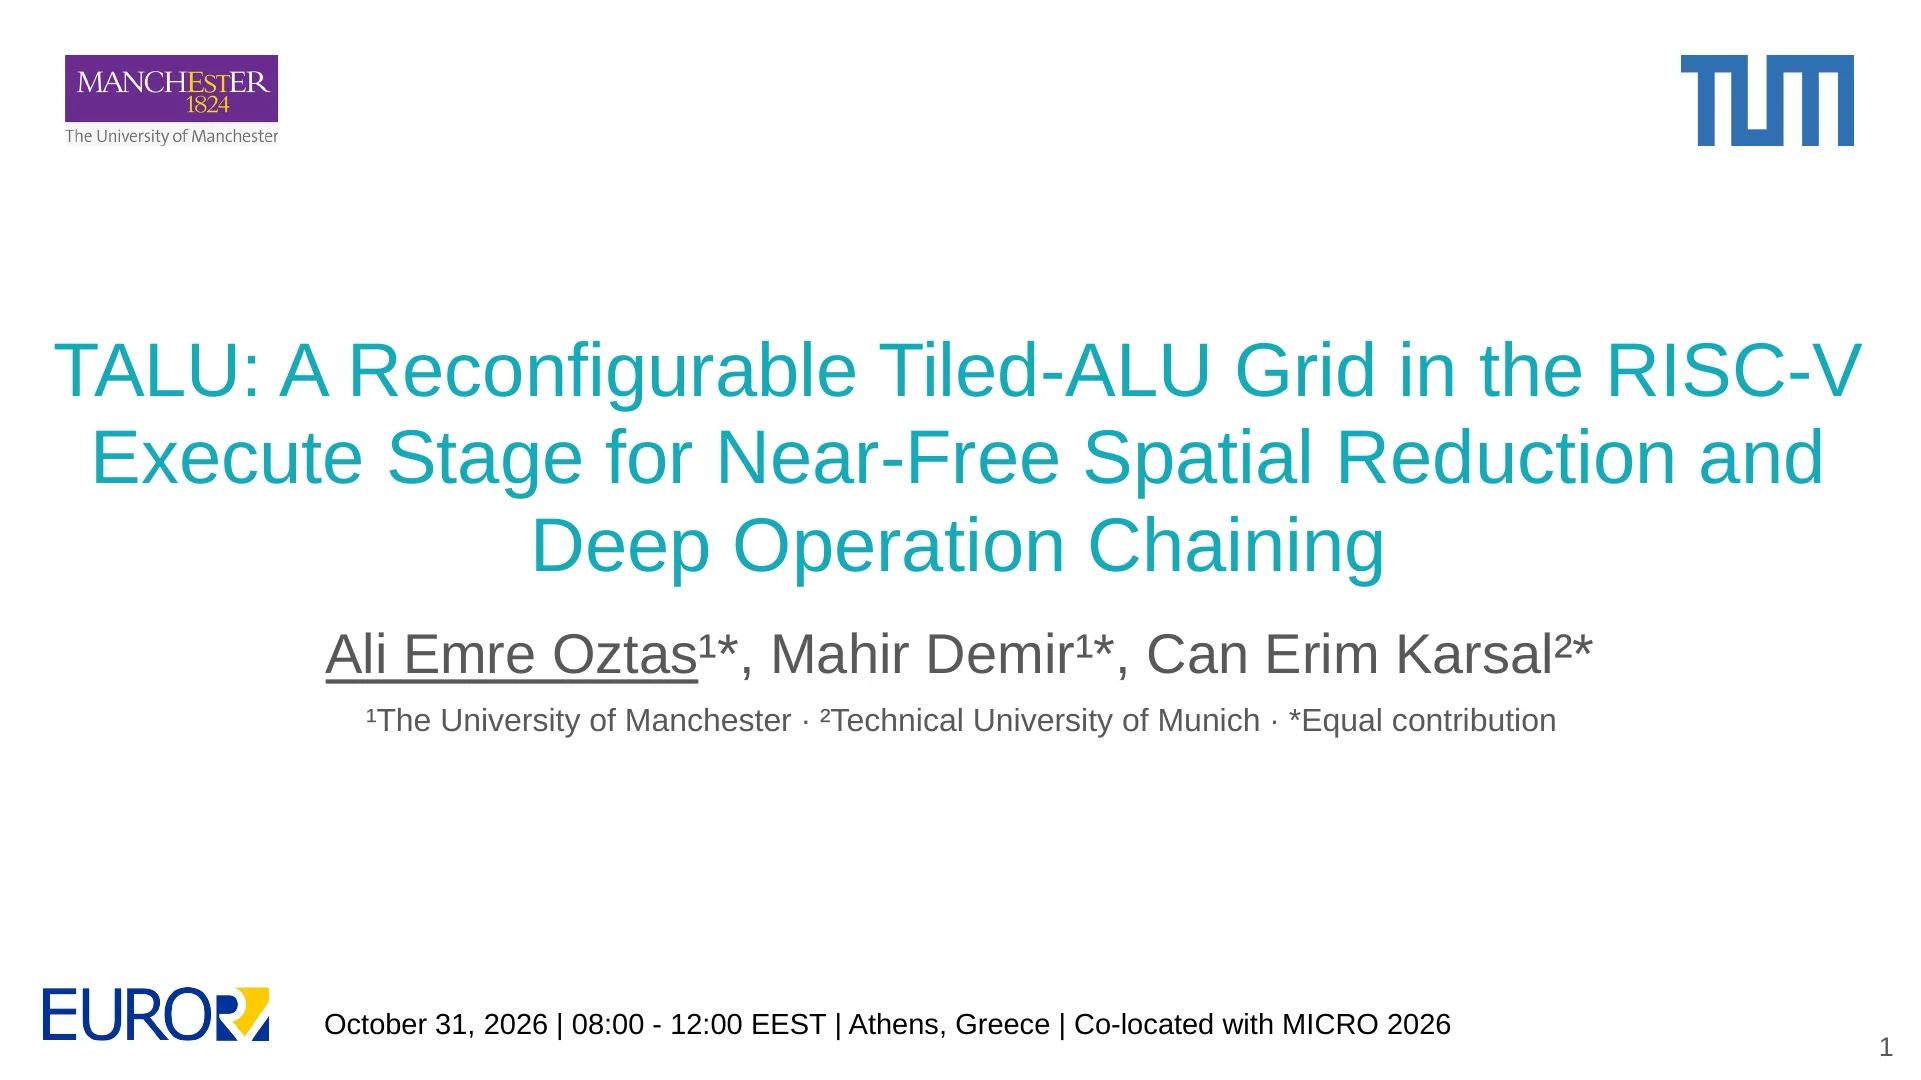 MANCHESTER
1824
The University of Manchester
TUM
TALU: A Reconfigurable Tiled-ALU Grid in the RISC-V
Execute Stage for Near-Free Spatial Reduction and
Deep Operation Chaining
Ali Emre Oztas¹*, Mahir Demir¹*, Can Erim Karsal²*
¹The University of Manchester · ²Technical University of Munich · *Equal contribution
EURO
October 31, 2026 | 08:00 - 12:00 EEST | Athens, Greece | Co-located with MICRO 2026
1